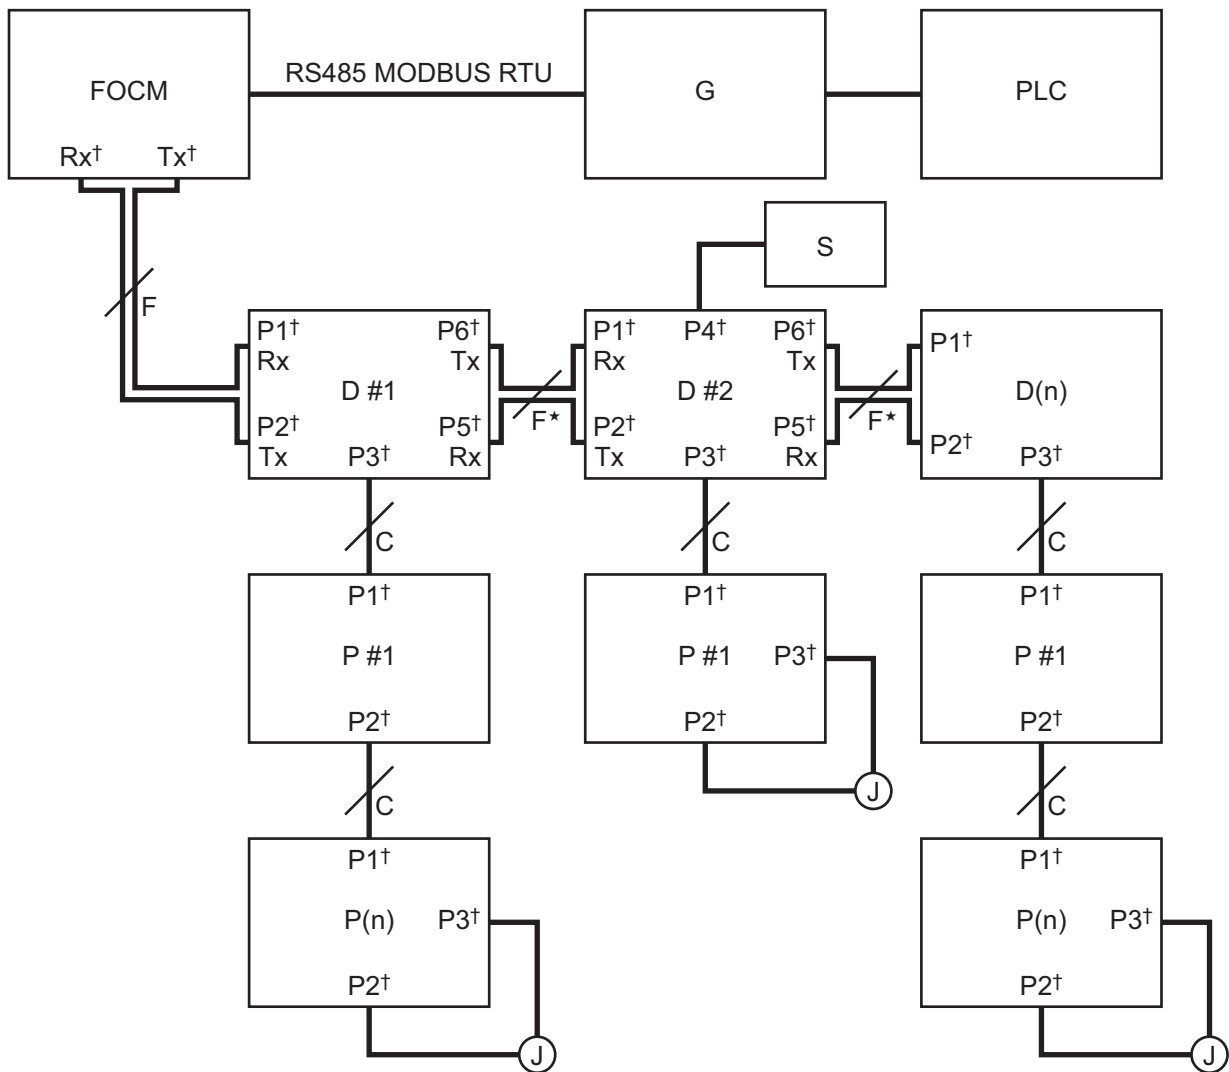 RS485 MODBUS RTU
FOCM
G
PLC
Rx† Tx†
S
F
P1† P6†
Rx Tx
D #1
P2† P5†
Tx P3† Rx
F★
P1† P4† P6†
Rx Tx
D #2
P2† P5†
Tx P3† Rx
F★
P1†
D(n)
P2†
P3†
C
C
C
P1†
P #1
P2†
P1†
P #1 P3†
P2†
P1†
P #1
P2†
J
C
C
P1†
P(n) P3†
P2†
J
P1†
P(n) P3†
P2†
J